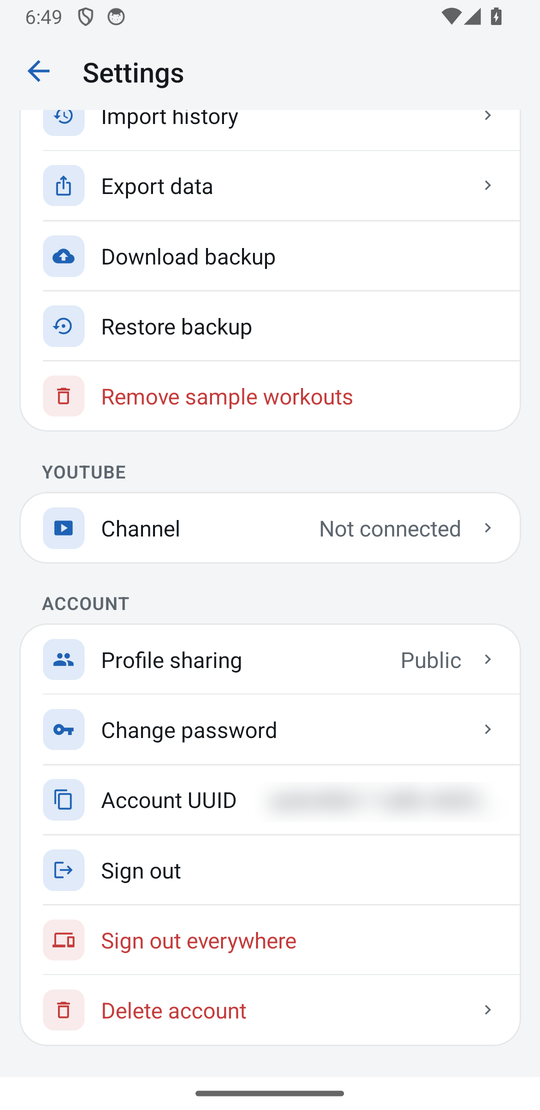 6:49
Settings
Import history
Export data
Download backup
Restore backup
Remove sample workouts
YOUTUBE
Channel Not connected
ACCOUNT
Profile sharing Public
Change password
Account UUID
Sign out
Sign out everywhere
Delete account